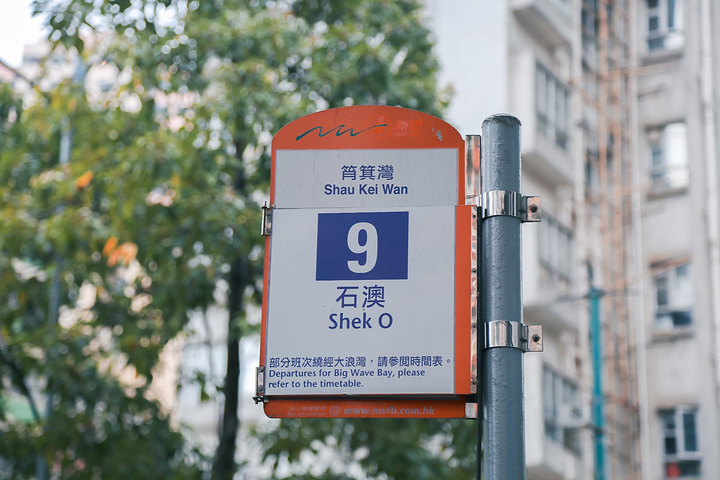 筲箕灣
Shau Kei Wan
9
石澳
Shek O
部分班次繞經大浪灣，請參閱時間表。
Departures for Big Wave Bay, please
refer to the timetable.
www.nwfb.com.hk